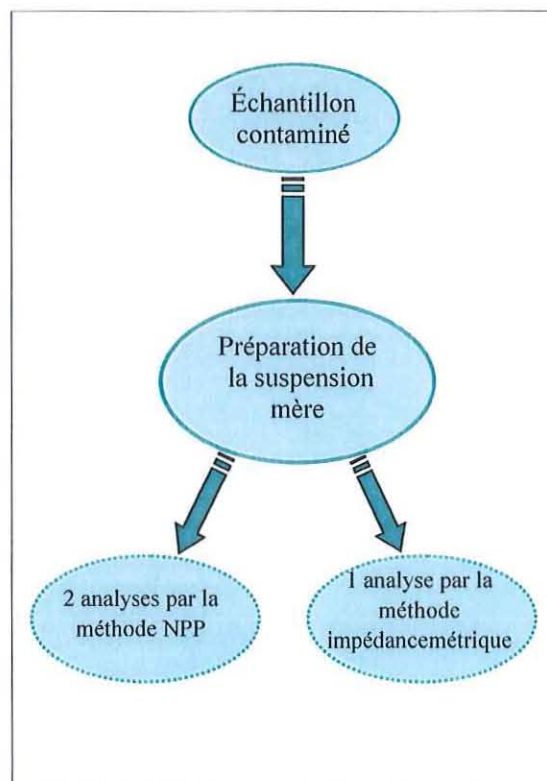 Échantillon
contaminé
Préparation de
la suspension
mère
2 analyses par la
méthode NPP
1 analyse par la
méthode
impédancemétrique